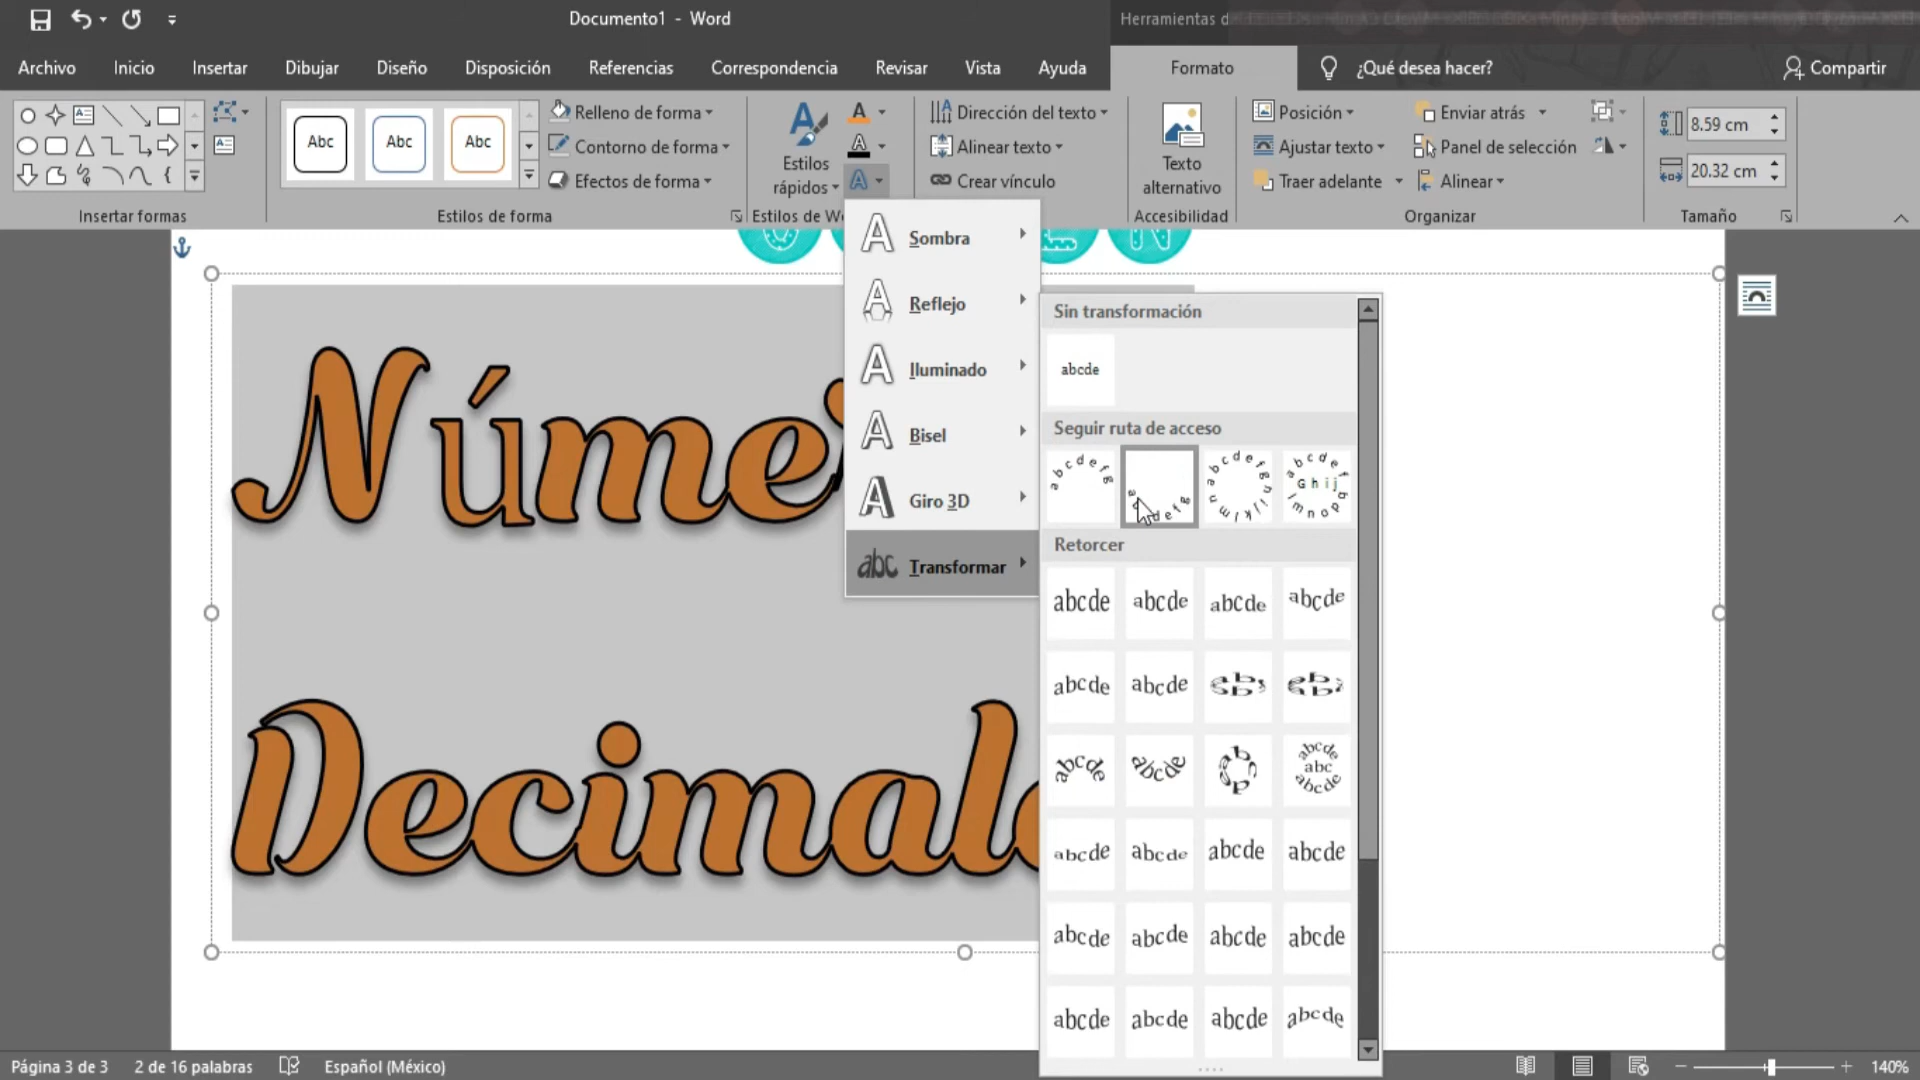 Documento1 - Word
Herramientas d
Archivo Inicio Insertar Dibujar Diseño Disposición Referencias Correspondencia Revisar Vista Ayuda Formato ¿Qué desea hacer? Compartir
Abc Abc Abc
Relleno de forma
Contorno de forma
Efectos de forma
Estilos
rápidos
Dirección del texto
Alinear texto
Crear vínculo
Texto
alternativo
Posición
Ajustar texto
Traer adelante
Enviar atrás
Panel de selección
Alinear
8.59 cm
20.32 cm
Insertar formas Estilos de forma Estilos de Wo Accesibilidad Organizar Tamaño
Sombra
Reflejo
Iluminado
Bisel
Giro 3D
Transformar
Sin transformación
abcde
Seguir ruta de acceso
Retorcer
abcde abcde abcde abcde
abcde abcde
abcde abcde
abcde abcde abcde abcde
abcde abcde abcde abcde
abcde abcde abcde abcde
Númer
Decimal
Página 3 de 3 2 de 16 palabras Español (México) 140%